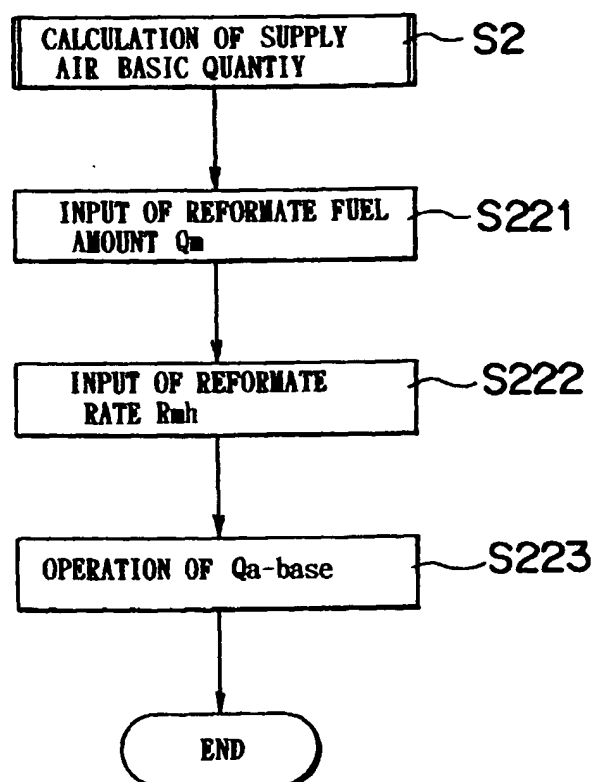 CALCULATION OF SUPPLY
AIR BASIC QUANTIY
S2
INPUT OF REFORMATE FUEL
AMOUNT Qm
S221
INPUT OF REFORMATE
RATE Rmh
S222
OPERATION OF Qa-base
S223
END